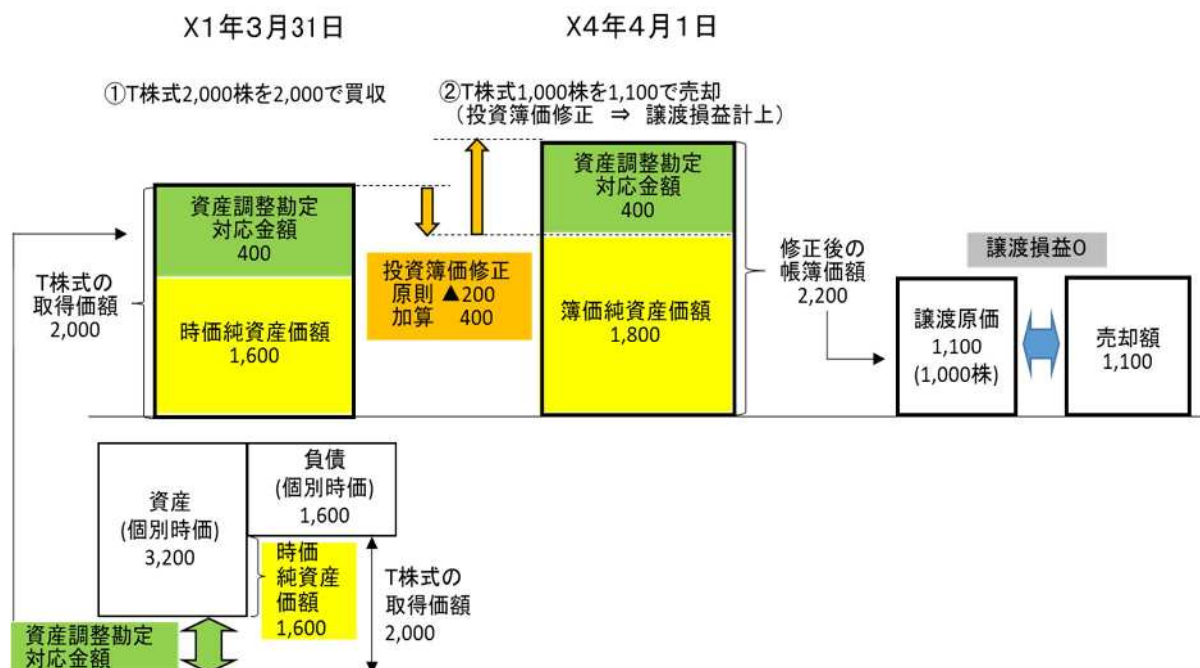 X1年3月31日
X4年4月1日
①T株式2,000株を2,000で買収
②T株式1,000株を1,100で売却
（投資簿価修正 ⇒ 譲渡損益計上）
T株式の
取得価額
2,000
資産調整勘定
対応金額
400
時価純資産価額
1,600
投資簿価修正
原則 ▲200
加算 400
資産調整勘定
対応金額
400
簿価純資産価額
1,800
修正後の
帳簿価額
2,200
譲渡損益0
譲渡原価
1,100
(1,000株)
売却額
1,100
資産
(個別時価)
3,200
負債
(個別時価)
1,600
時価
純資産
価額
1,600
T株式の
取得価額
2,000
資産調整勘定
対応金額